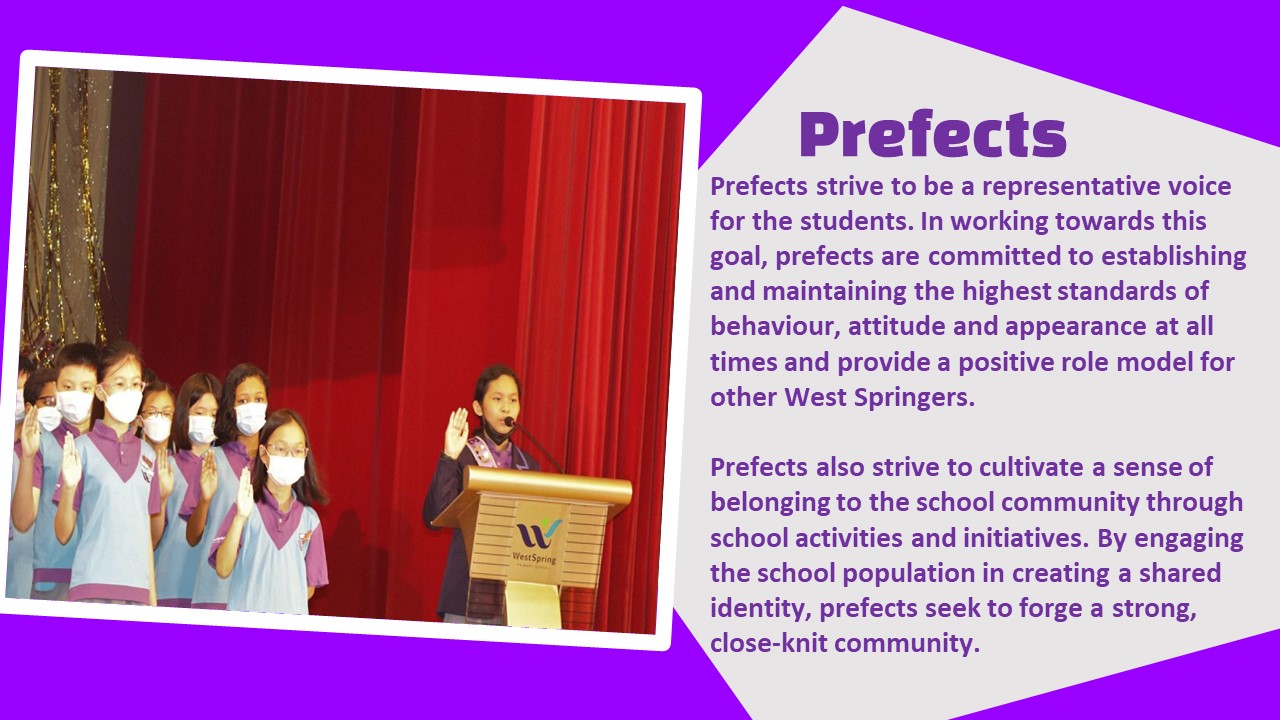 Prefects
Prefects strive to be a representative voice
for the students. In working towards this
goal, prefects are committed to establishing
and maintaining the highest standards of
behaviour, attitude and appearance at all
times and provide a positive role model for
other West Springers.
Prefects also strive to cultivate a sense of
belonging to the school community through
school activities and initiatives. By engaging
the school population in creating a shared
identity, prefects seek to forge a strong,
close-knit community.
WestSpring
PRIMARY SCHOOL